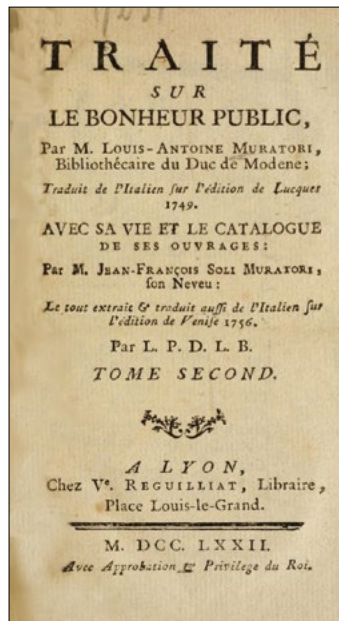 TRAITÉ
SUR
LE BONHEUR PUBLIC,
Par M. LOUIS-ANTOINE MURATORI,
Bibliothécaire du Duc de Modene;
Traduit de l'Italien ſur l'édition de Lucques
1749.
AVEC SA VIE ET LE CATALOGUE
DE SES OUVRAGES:
Par M. JEAN-FRANÇOIS SOLI MURATORI,
ſon Neveu:
Le tout extrait & traduit auſſi de l'Italien ſur
l'édition de Veniſe 1756.
Par L. P. D. L. B.
TOME SECOND.
A LYON,
Chez Ve. REGUILLIAT, Libraire,
Place Louis-le-Grand.
M. DCC. LXXII.
Avec Approbation & Privilege du Roi.